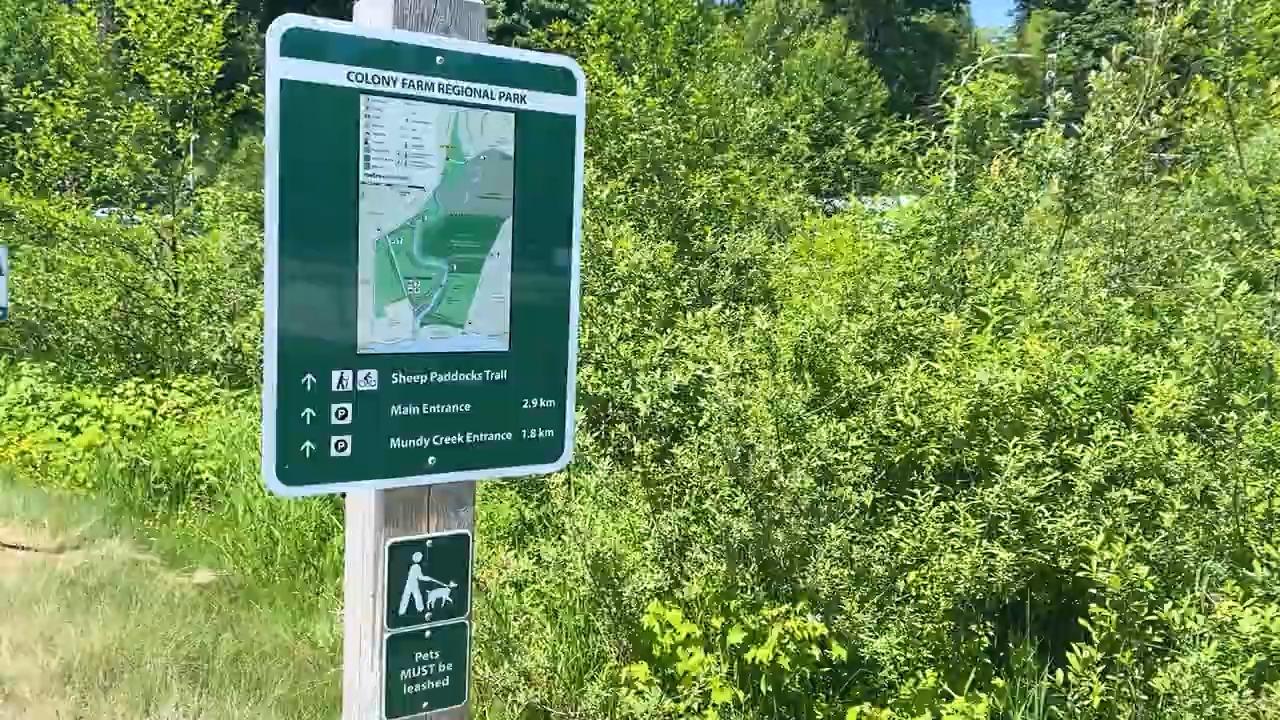 COLONY FARM REGIONAL PARK
Sheep Paddocks Trail
P Main Entrance 2.9 km
P Mundy Creek Entrance 1.8 km
Pets
MUST be
leashed